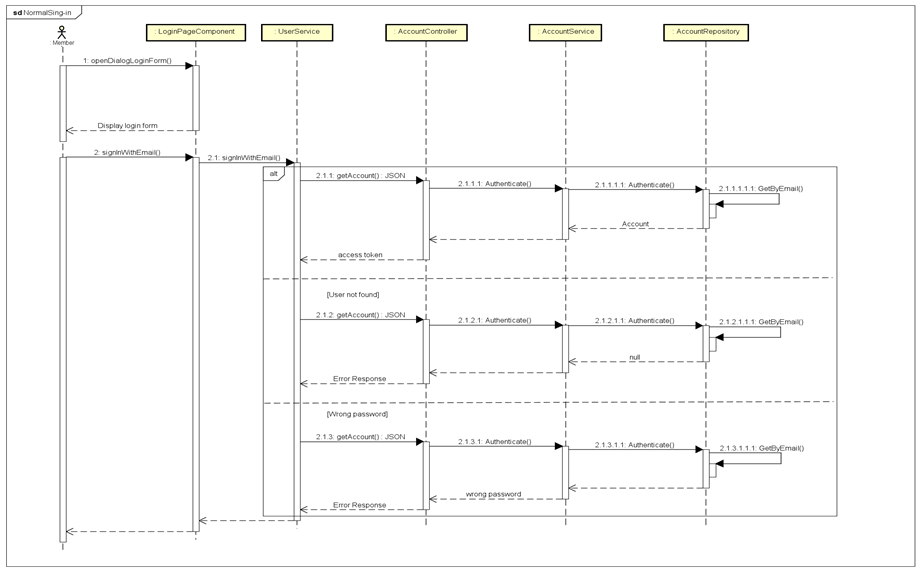 sd NormalSing-in
: Member
: LoginPageComponent
: UserService
: AccountController
: AccountService
: AccountRepository
1: openDialogLoginForm()
Display login form
2: signInWithEmail()
2.1: signInWithEmail()
alt
2.1.1: getAccount() : JSON
2.1.1.1: Authenticate()
2.1.1.1.1: Authenticate()
2.1.1.1.1.1: GetByEmail()
Account
access token
[User not found]
2.1.2: getAccount() : JSON
2.1.2.1: Authenticate()
2.1.2.1.1: Authenticate()
2.1.2.1.1.1: GetByEmail()
null
Error Response
[Wrong password]
2.1.3: getAccount() : JSON
2.1.3.1: Authenticate()
2.1.3.1.1: Authenticate()
2.1.3.1.1.1: GetByEmail()
wrong password
Error Response